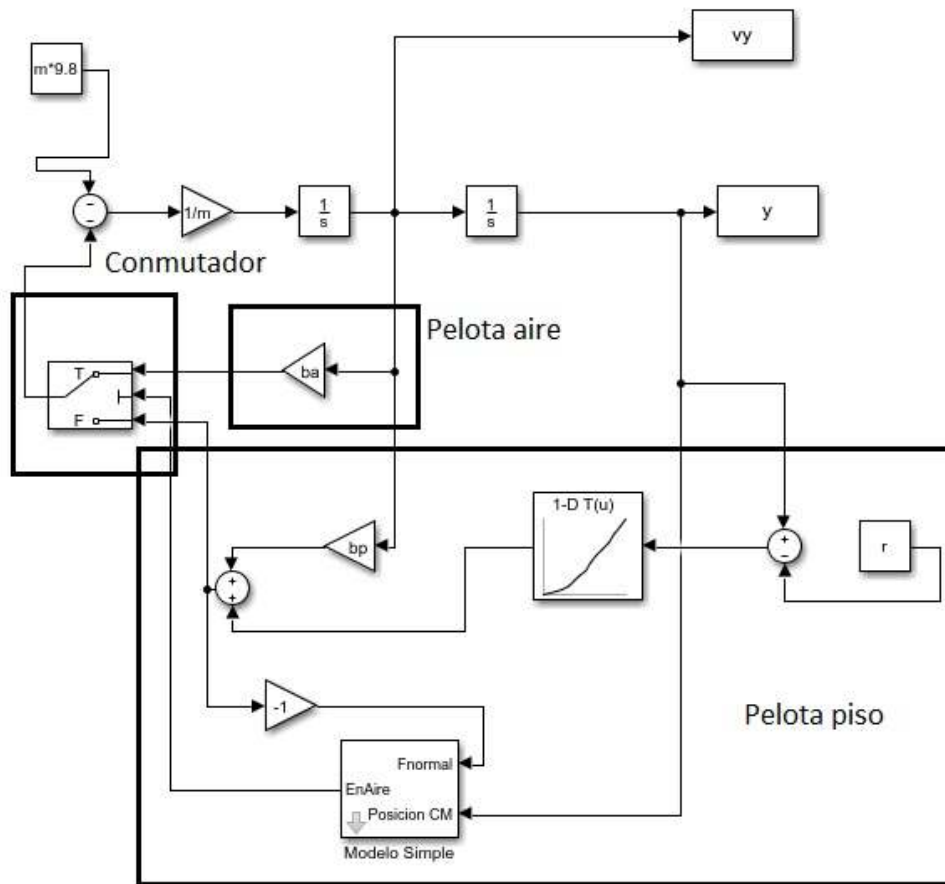 vy
m*9.8
1/m
1
s
1
s
y
Conmutador
Pelota aire
T
F
ba
1-D T(u)
bp
r
-1
Pelota piso
Fnormal
EnAire
Posicion CM
Modelo Simple